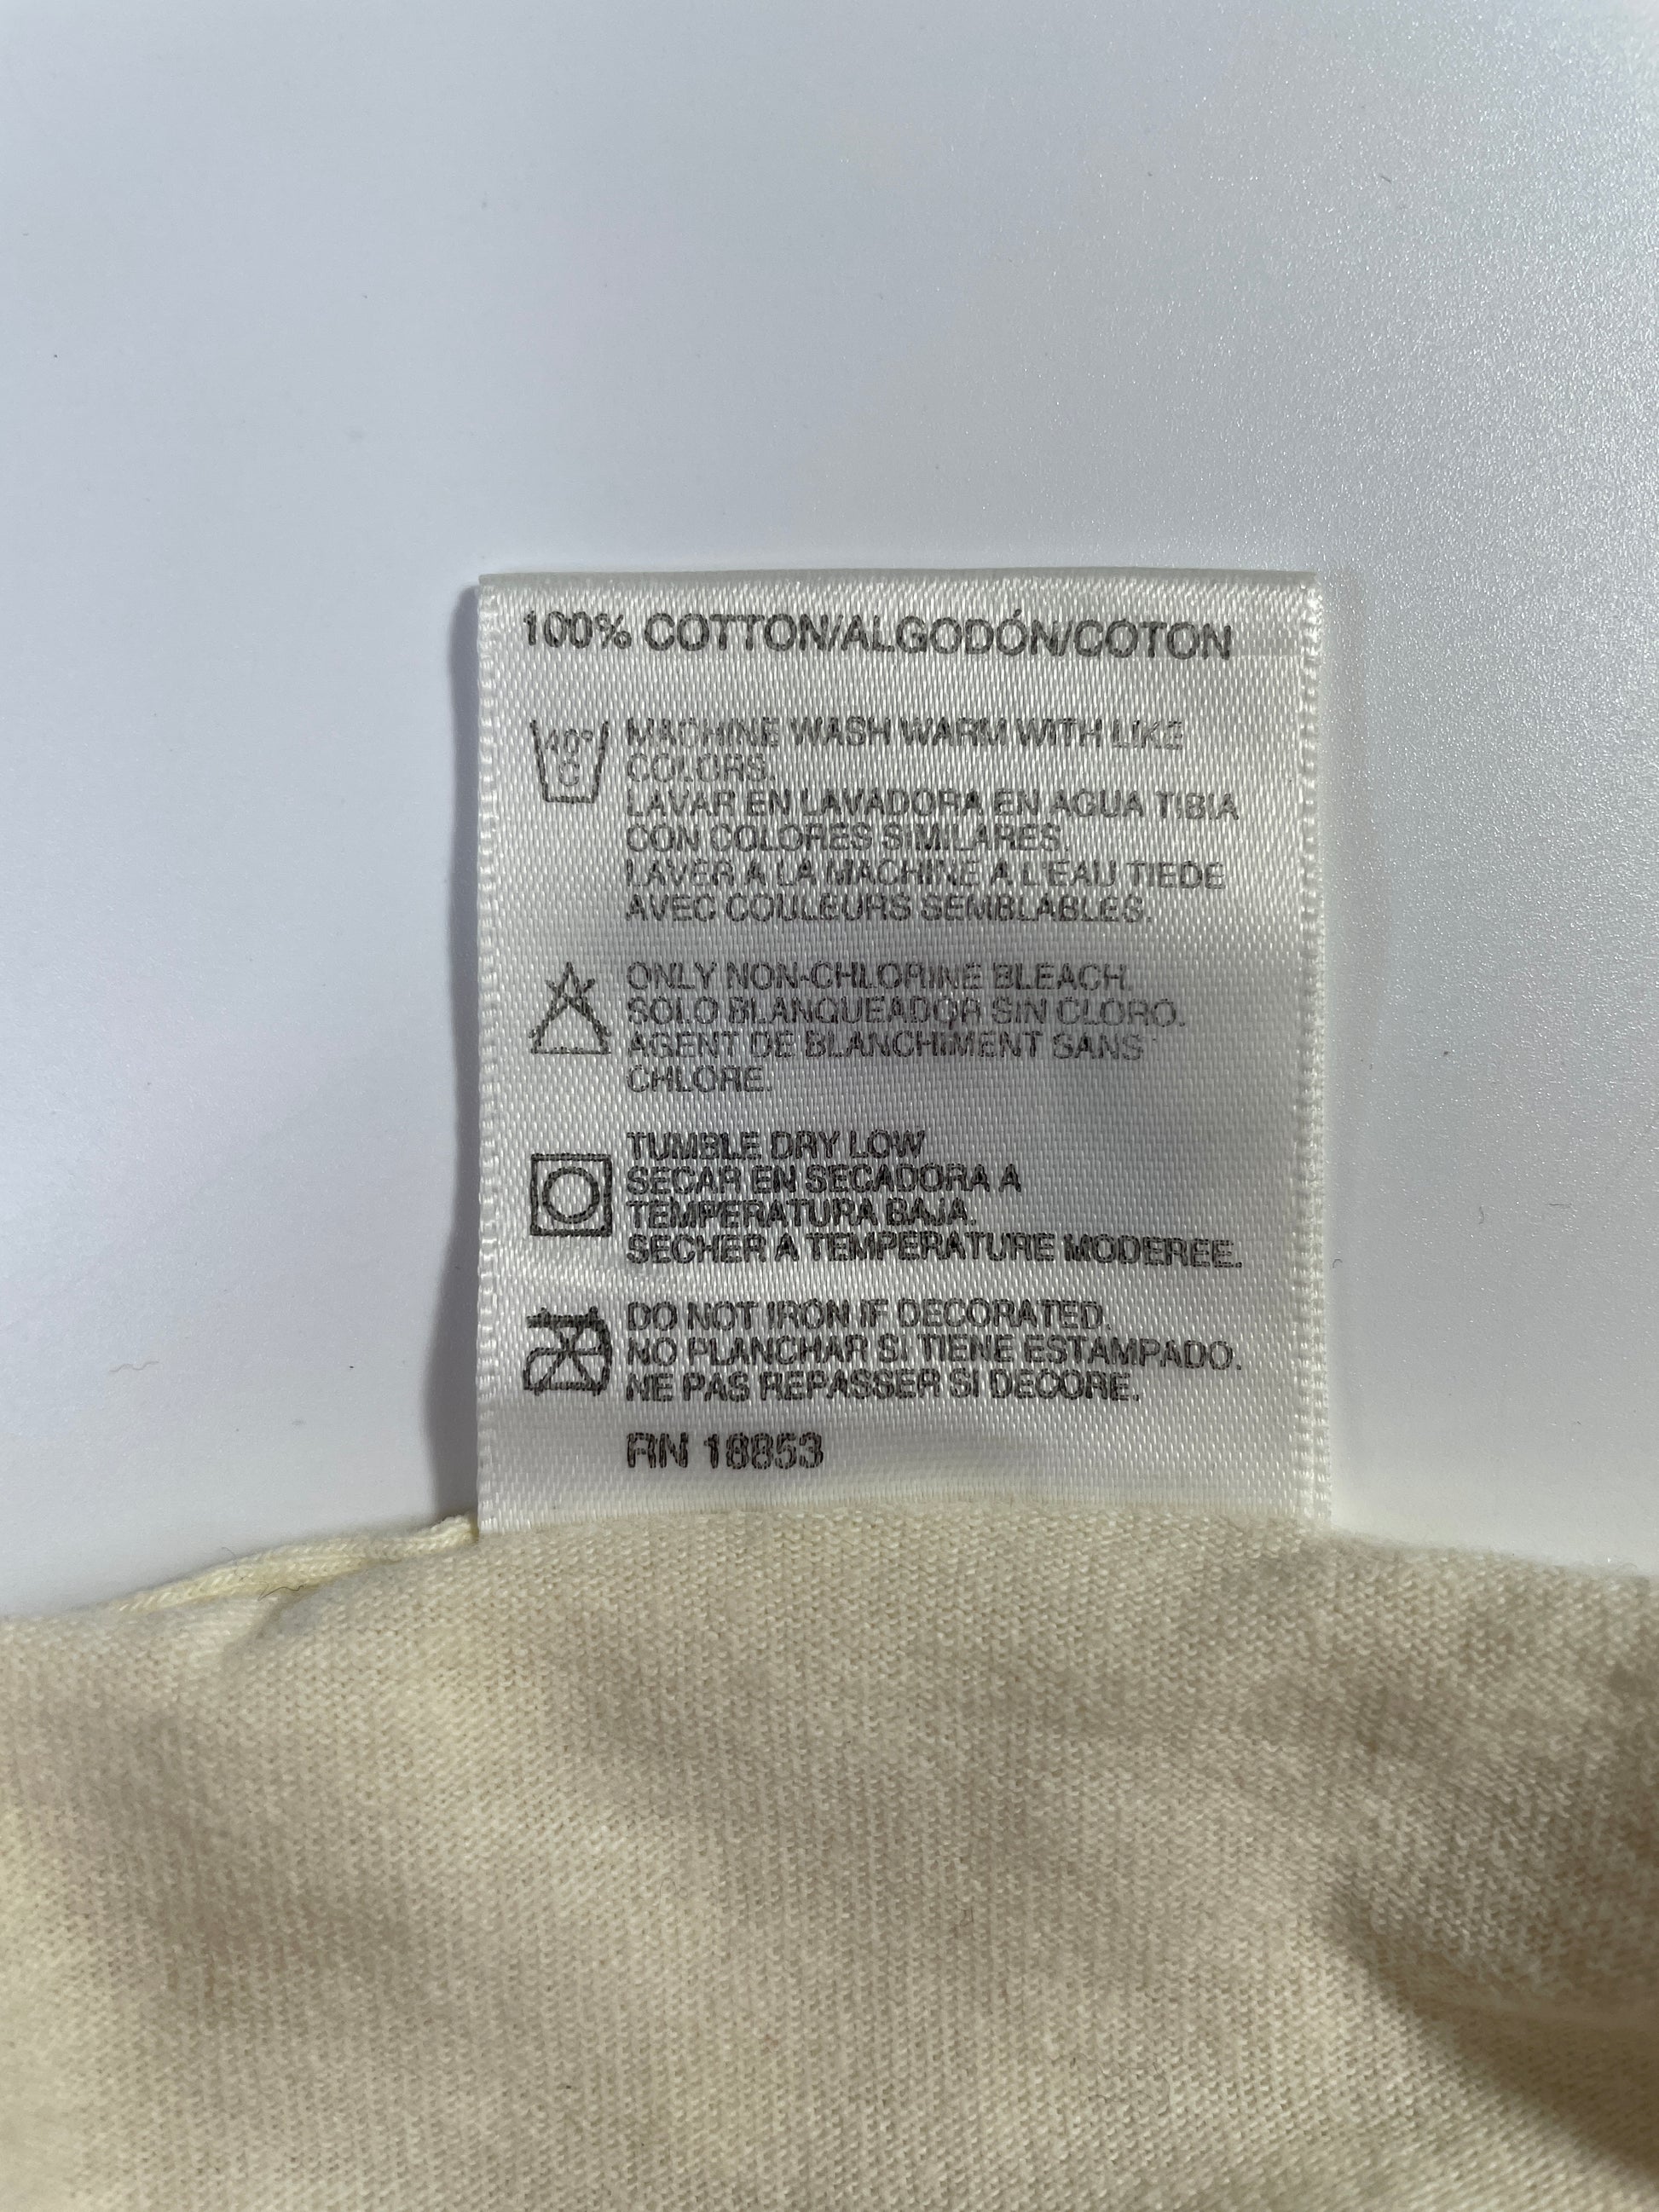 100% COTTON/ALGODÓN/COTON
40°
C
MACHINE WASH WARM WITH LIKE
COLORS.
LAVAR EN LAVADORA EN AGUA TIBIA
CON COLORES SIMILARES
LAVER A LA MACHINE A L'EAU TIEDE
AVEC COULEURS SEMBLABLES.
ONLY NON-CHLORINE BLEACH.
SOLO BLANQUEADOR SIN CLORO.
AGENT DE BLANCHIMENT SANS
CHLORE.
TUMBLE DRY LOW
SECAR EN SECADORA A
TEMPERATURA BAJA.
SECHER A TEMPERATURE MODEREE.
DO NOT IRON IF DECORATED.
NO PLANCHAR SI TIENE ESTAMPADO.
NE PAS REPASSER SI DECORE.
RN 18853